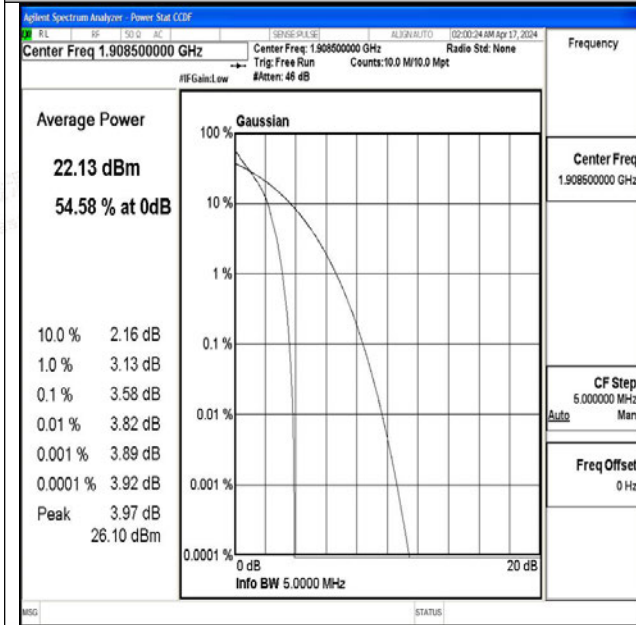 Agilent Spectrum Analyzer - Power Stat CCDF
RL RF 50 Ω AC SENSE:PULSE ALIGN AUTO 02:00:24 AM Apr 17, 2024
Center Freq 1.908500000 GHz
Center Freq: 1.908500000 GHz Radio Std: None
Trig: Free Run Counts:10.0 M/10.0 Mpt
#IFGain:Low #Atten: 46 dB
Average Power
22.13 dBm
54.58 % at 0dB
10.0 % 2.16 dB
1.0 % 3.13 dB
0.1 % 3.58 dB
0.01 % 3.82 dB
0.001 % 3.89 dB
0.0001 % 3.92 dB
Peak 3.97 dB
26.10 dBm
Gaussian
100 %
10 %
1 %
0.1 %
0.01 %
0.001 %
0.0001 %
0 dB 20 dB
Info BW 5.0000 MHz
Frequency
Center Freq
1.908500000 GHz
CF Step
5.000000 MHz
Auto Man
Freq Offset
0 Hz
MSG STATUS